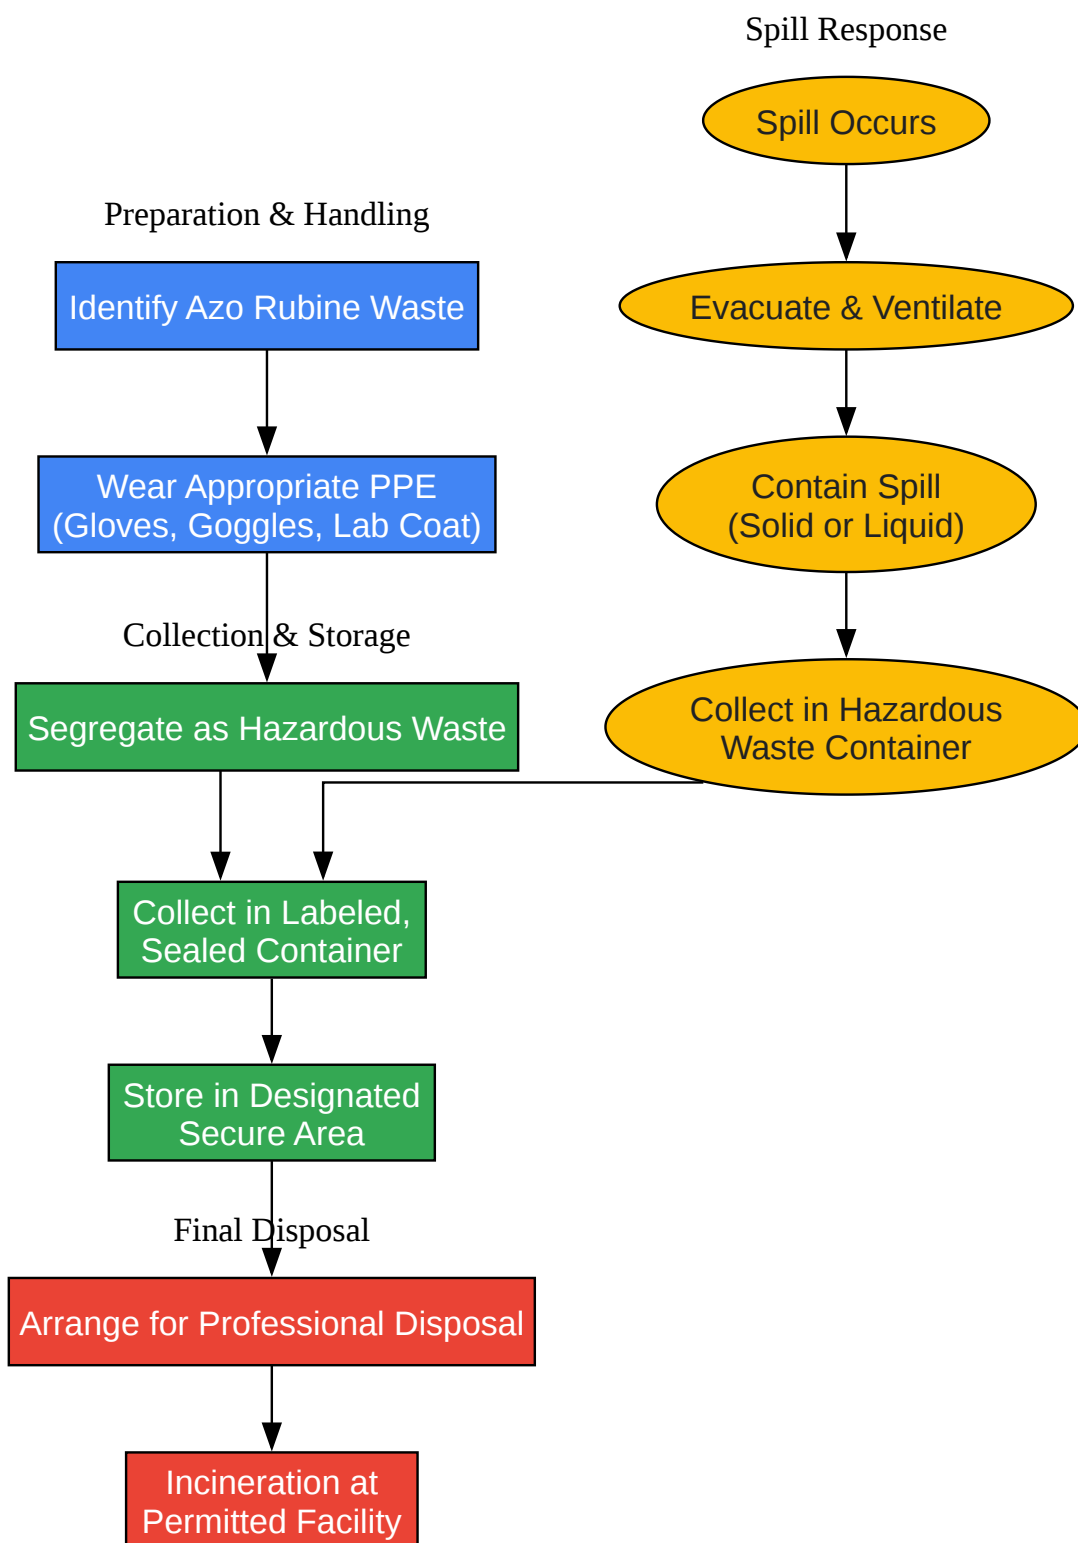 Spill Response
Spill Occurs
Evacuate & Ventilate
Contain Spill
(Solid or Liquid)
Collect in Hazardous
Waste Container
Preparation & Handling
Identify Azo Rubine Waste
Wear Appropriate PPE
(Gloves, Goggles, Lab Coat)
Collection & Storage
Segregate as Hazardous Waste
Collect in Labeled,
Sealed Container
Store in Designated
Secure Area
Final Disposal
Arrange for Professional Disposal
Incineration at
Permitted Facility